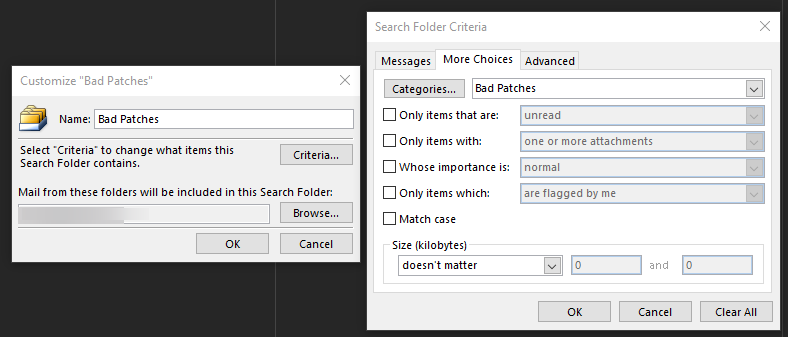 Customize "Bad Patches"
Name: Bad Patches
Select "Criteria" to change what items this
Search Folder contains.
Criteria...
Mail from these folders will be included in this Search Folder:
Browse...
OK Cancel
Search Folder Criteria
Messages More Choices Advanced
Categories... Bad Patches
Only items that are: unread
Only items with: one or more attachments
Whose importance is: normal
Only items which: are flagged by me
Match case
Size (kilobytes)
doesn't matter 0 and 0
OK Cancel Clear All